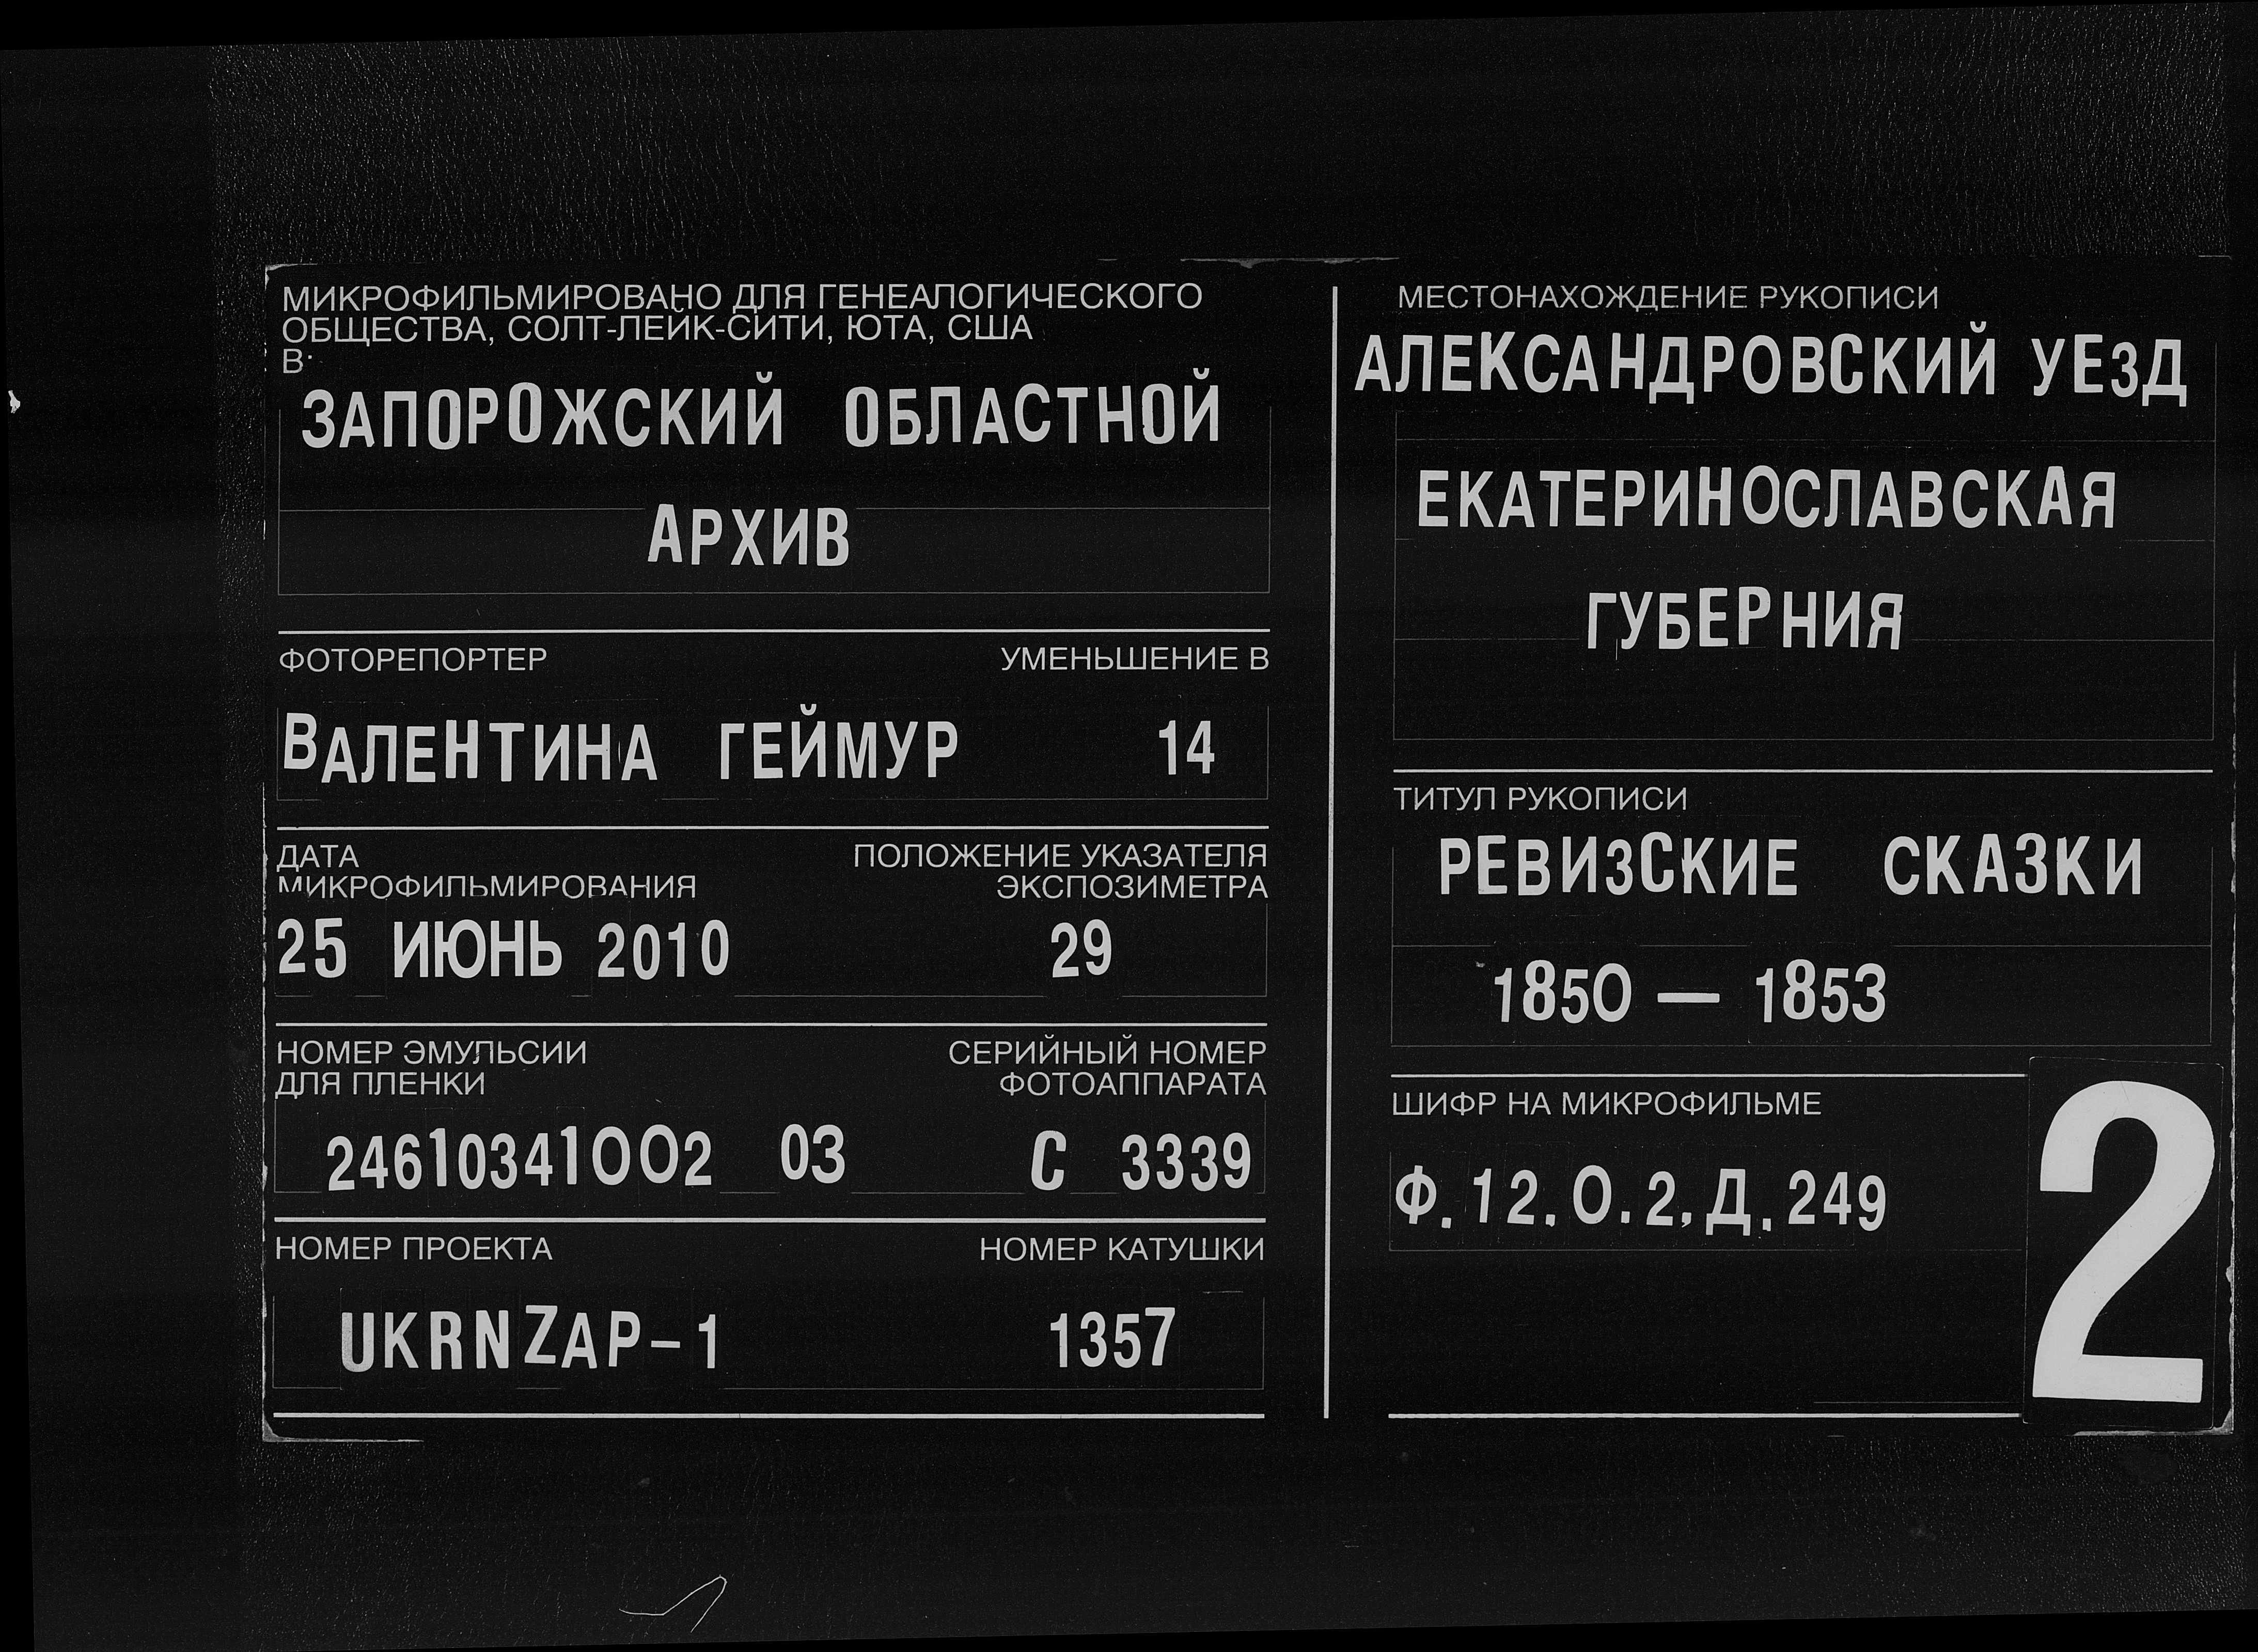 МИКРОФИЛЬМИРОВАНО ДЛЯ ГЕНЕАЛОГИЧЕСКОГО
ОБЩЕСТВА, СОЛТ-ЛЕЙК-СИТИ, ЮТА, США
В:
ЗАПОРОЖСКИЙ ОБЛАСТНОЙ
АРХИВ
ФОТОРЕПОРТЕР УМЕНЬШЕНИЕ В
ВАЛЕНТИНА ГЕЙМУР 14
ДАТА ПОЛОЖЕНИЕ УКАЗАТЕЛЯ
МИКРОФИЛЬМИРОВАНИЯ ЭКСПОЗИМЕТРА
25 ИЮНЬ 2010 29
НОМЕР ЭМУЛЬСИИ СЕРИЙНЫЙ НОМЕР
ДЛЯ ПЛЕНКИ ФОТОАППАРАТА
24610341002 03 С 3339
НОМЕР ПРОЕКТА НОМЕР КАТУШКИ
UKRNZAP-1 1357
МЕСТОНАХОЖДЕНИЕ РУКОПИСИ
АЛЕКСАНДРОВСКИЙ УЕЗД
ЕКАТЕРИНОСЛАВСКАЯ
ГУБЕРНИЯ
ТИТУЛ РУКОПИСИ
РЕВИЗСКИЕ СКАЗКИ
1850 — 1853
ШИФР НА МИКРОФИЛЬМЕ
Ф. 12. О. 2. Д. 249
2